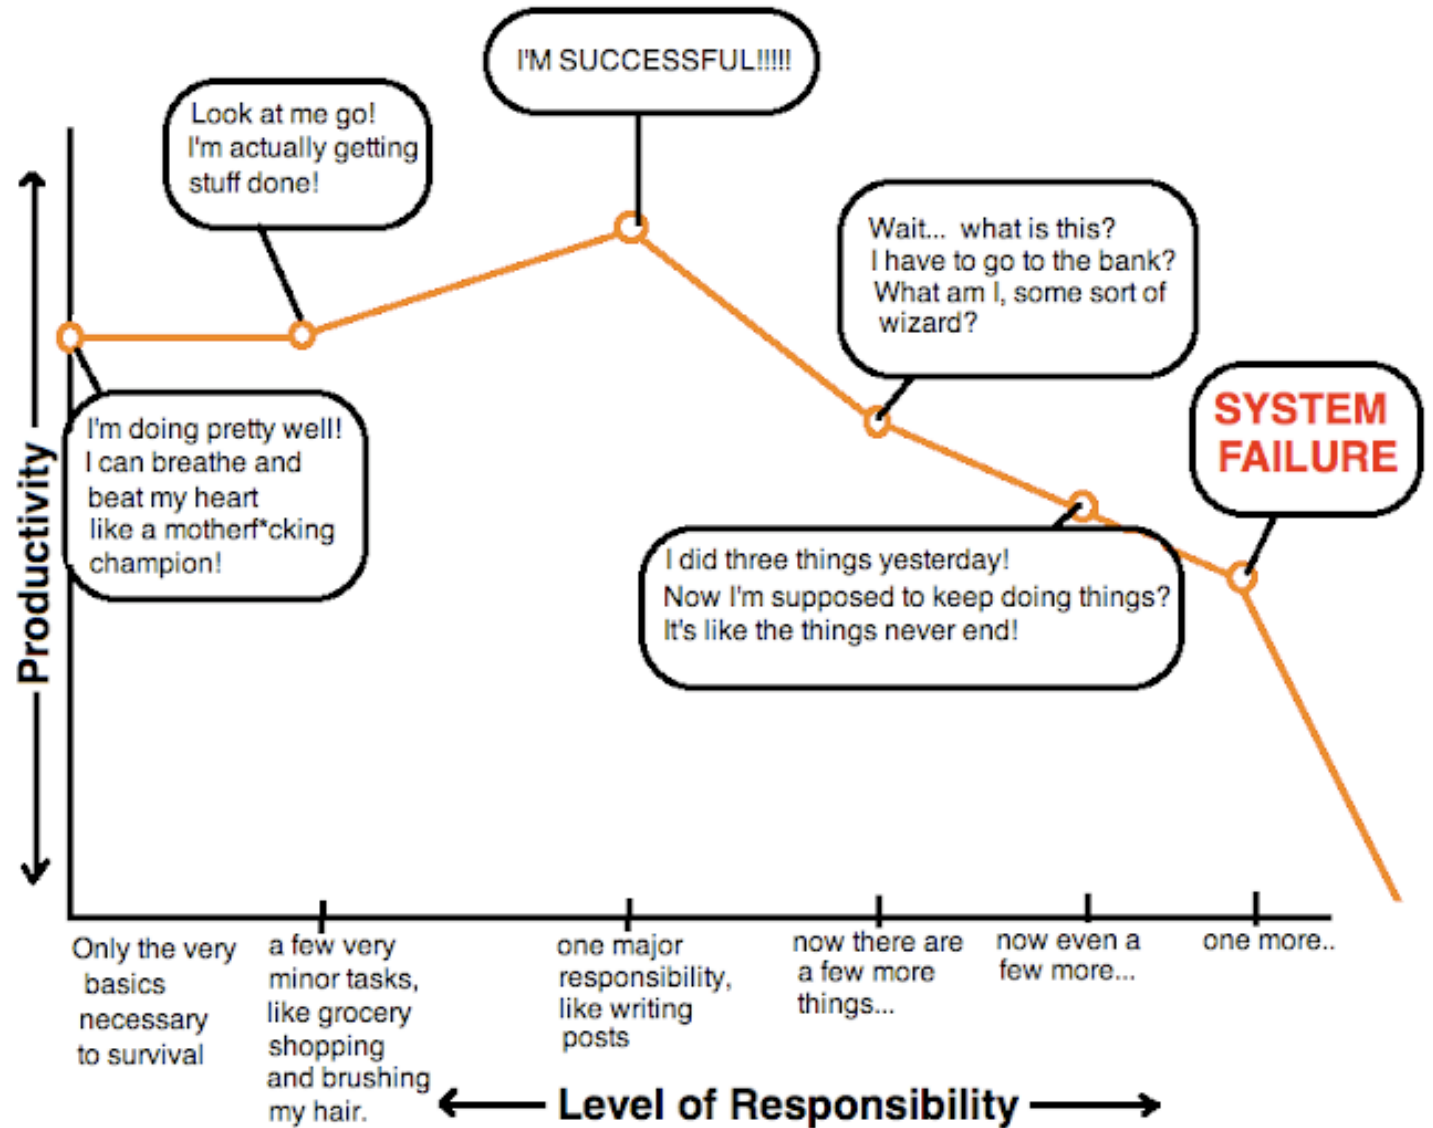 I'M SUCCESSFUL!!!!!
Look at me go!
I'm actually getting
stuff done!
Wait... what is this?
I have to go to the bank?
What am I, some sort of
wizard?
SYSTEM
FAILURE
I'm doing pretty well!
I can breathe and
beat my heart
like a motherf*cking
champion!
I did three things yesterday!
Now I'm supposed to keep doing things?
It's like the things never end!
Productivity
Only the very
basics
necessary
to survival
a few very
minor tasks,
like grocery
shopping
and brushing
my hair.
one major
responsibility,
like writing
posts
now there are
a few more
things...
now even a
few more...
one more..
Level of Responsibility